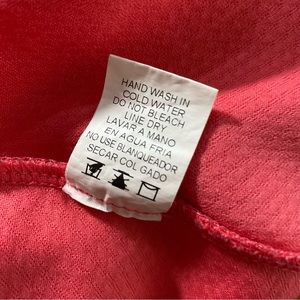 HAND WASH IN
COLD WATER
DO NOT BLEACH
LINE DRY
LAVAR A MANO
EN AGUA FRIA
NO USE BLANQUEADOR
SECAR COLGADO